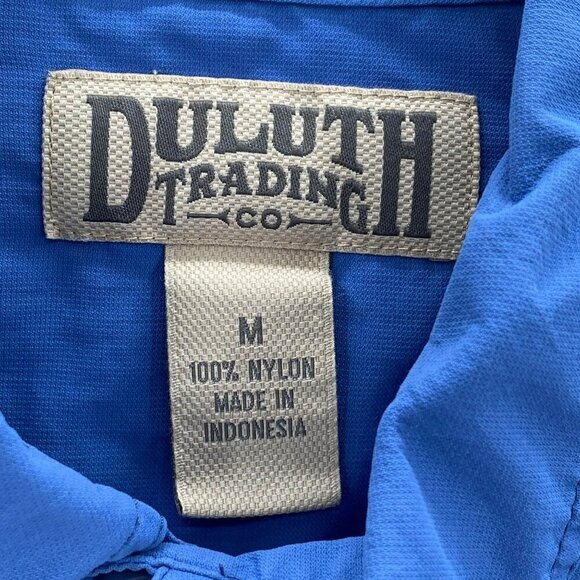 DULUTH
TRADING
CO
M
100% NYLON
MADE IN
INDONESIA